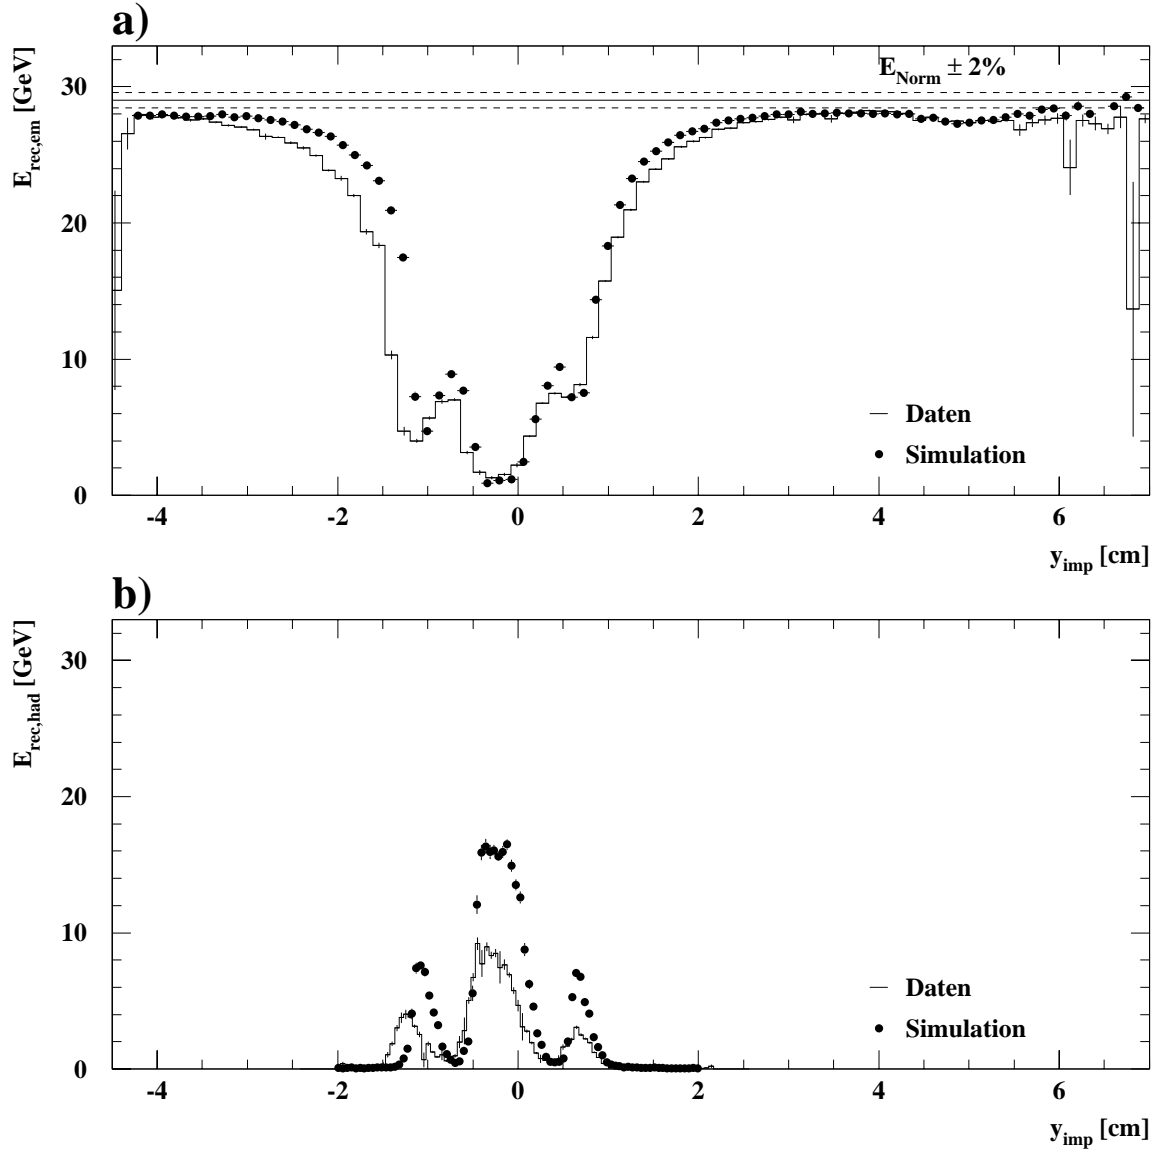 a)
E_rec,em [GeV]
E_Norm ± 2%
30
20
10
0
Daten
Simulation
-4 -2 0 2 4 6
y_imp [cm]
b)
E_rec,had [GeV]
30
20
10
0
Daten
Simulation
-4 -2 0 2 4 6
y_imp [cm]